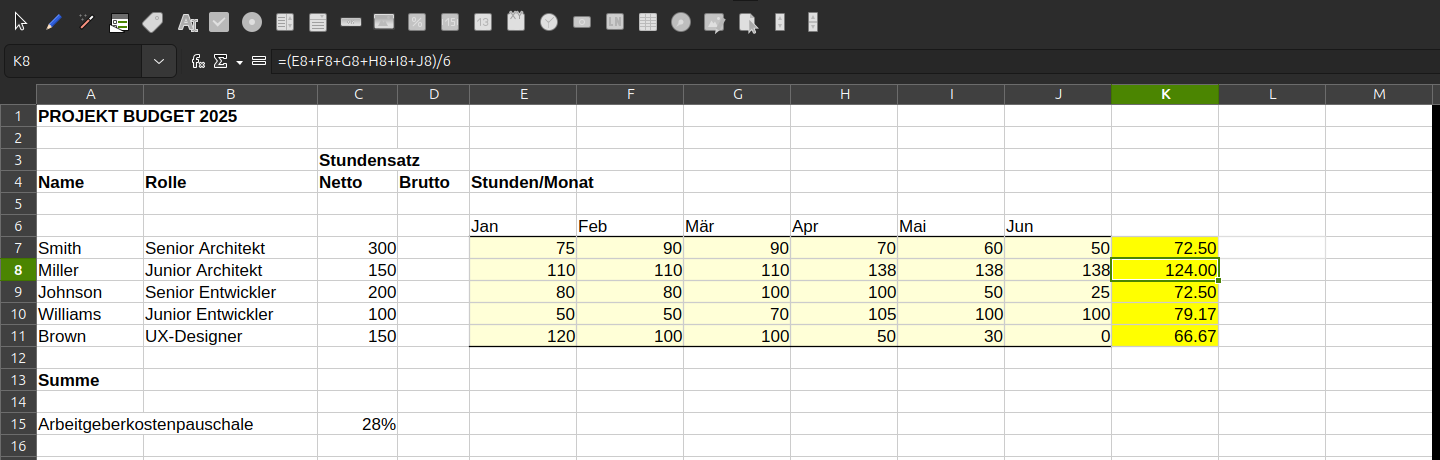 K8 =(E8+F8+G8+H8+I8+J8)/6
A B C D E F G H I J K L M
1 PROJEKT BUDGET 2025
2
3 Stundensatz
4 Name Rolle Netto Brutto Stunden/Monat
5
6 Jan Feb Mär Apr Mai Jun
7 Smith Senior Architekt 300 75 90 90 70 60 50 72.50
8 Miller Junior Architekt 150 110 110 110 138 138 138 124.00
9 Johnson Senior Entwickler 200 80 80 100 100 50 25 72.50
10 Williams Junior Entwickler 100 50 50 70 105 100 100 79.17
11 Brown UX-Designer 150 120 100 100 50 30 0 66.67
12
13 Summe
14
15 Arbeitgeberkostenpauschale 28%
16